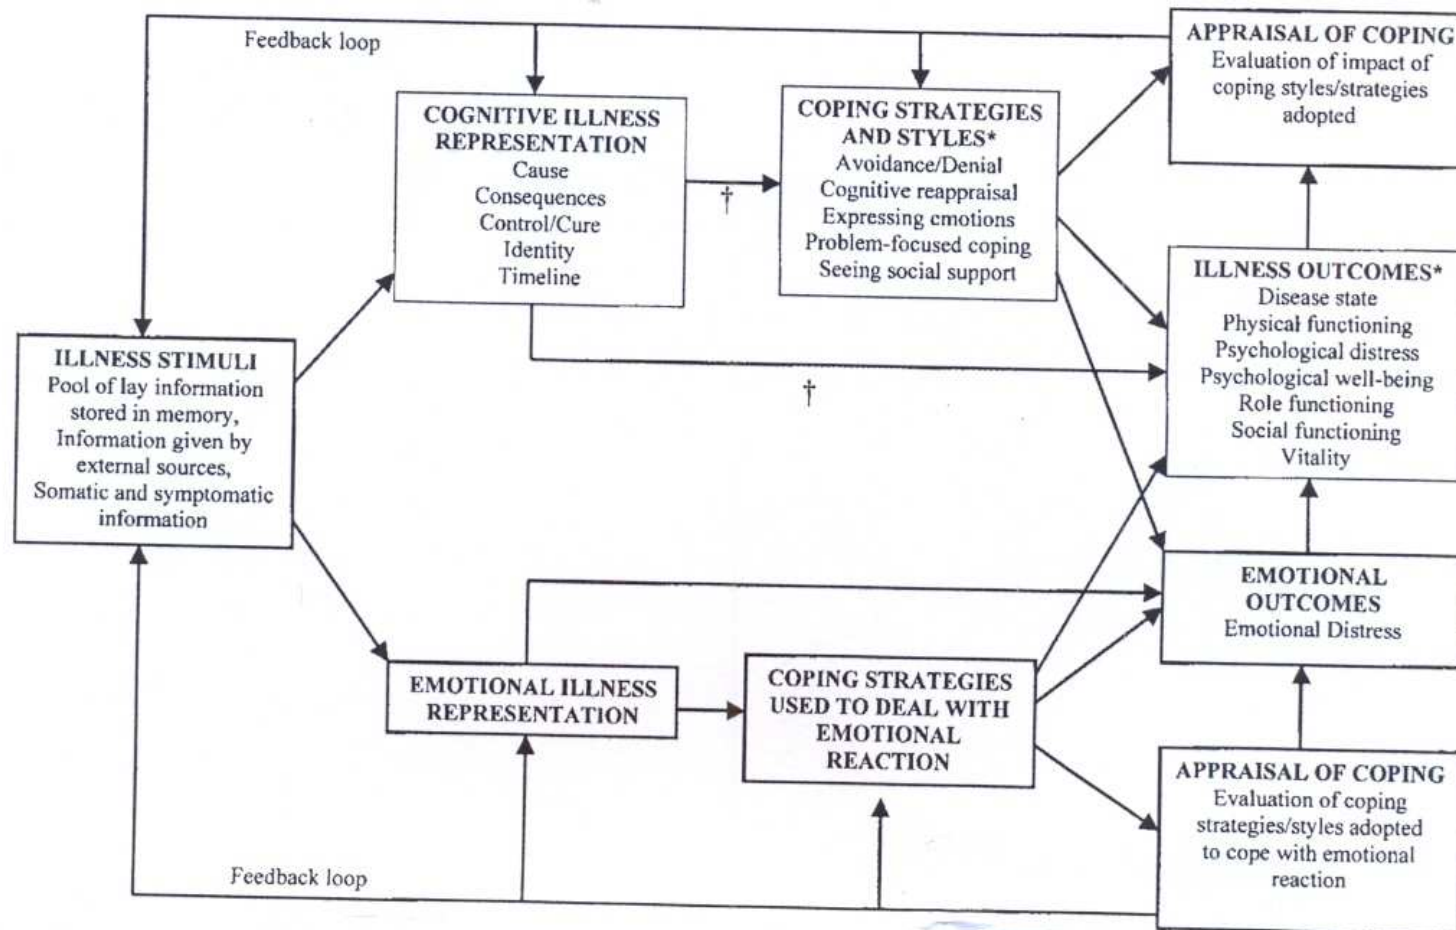 Feedback loop
APPRAISAL OF COPING
Evaluation of impact of
coping styles/strategies
adopted
COGNITIVE ILLNESS
REPRESENTATION
Cause
Consequences
Control/Cure
Identity
Timeline
†
COPING STRATEGIES
AND STYLES*
Avoidance/Denial
Cognitive reappraisal
Expressing emotions
Problem-focused coping
Seeing social support
ILLNESS OUTCOMES*
Disease state
Physical functioning
Psychological distress
Psychological well-being
Role functioning
Social functioning
Vitality
†
ILLNESS STIMULI
Pool of lay information
stored in memory,
Information given by
external sources,
Somatic and symptomatic
information
EMOTIONAL
OUTCOMES
Emotional Distress
EMOTIONAL ILLNESS
REPRESENTATION
COPING STRATEGIES
USED TO DEAL WITH
EMOTIONAL
REACTION
APPRAISAL OF COPING
Evaluation of coping
strategies/styles adopted
to cope with emotional
reaction
Feedback loop